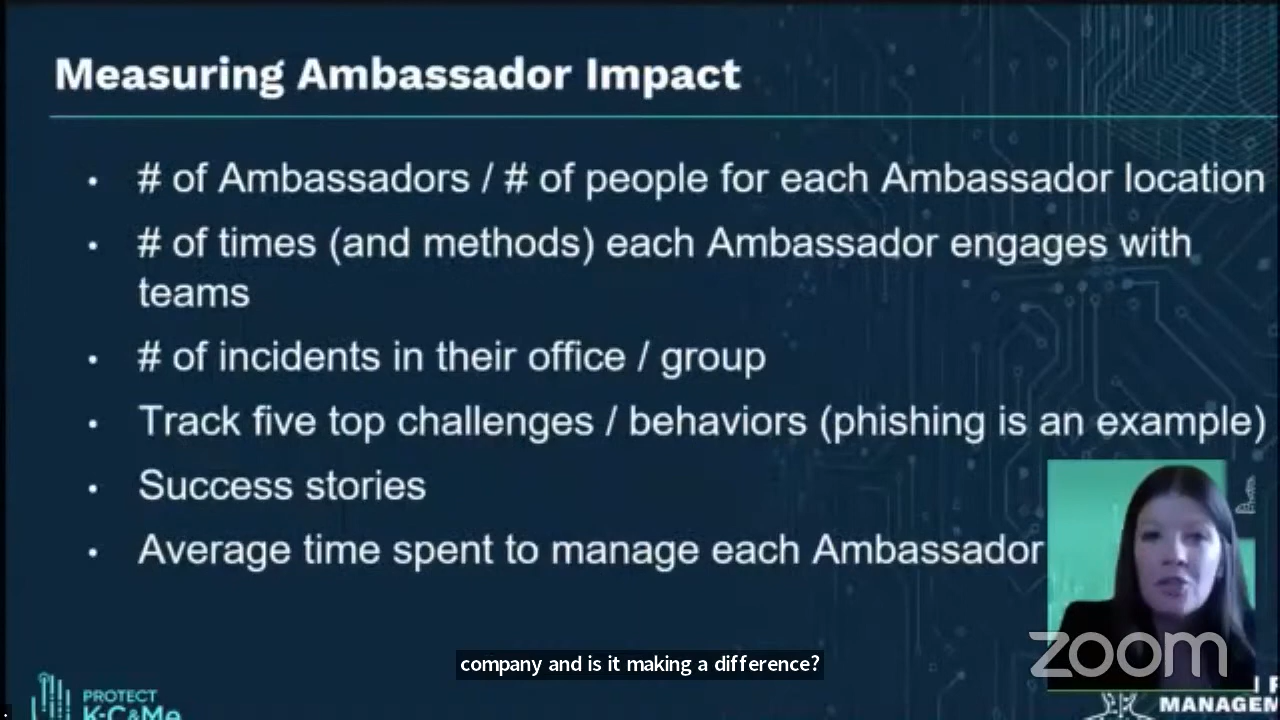 Measuring Ambassador Impact
• # of Ambassadors / # of people for each Ambassador location
• # of times (and methods) each Ambassador engages with
teams
• # of incidents in their office / group
• Track five top challenges / behaviors (phishing is an example)
• Success stories
• Average time spent to manage each Ambassador
zoom
company and is it making a difference?
PROTECT
K-C&Me
MANAGEM